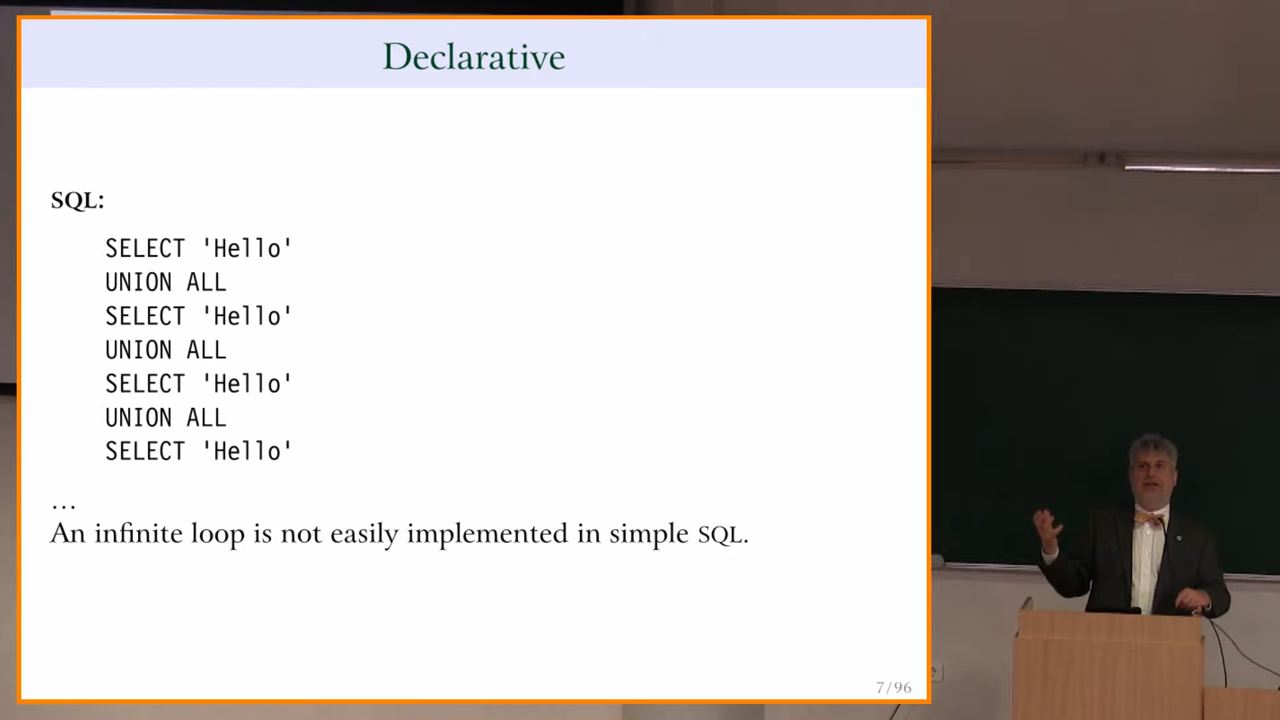 Declarative
SQL:
SELECT 'Hello'
UNION ALL
SELECT 'Hello'
UNION ALL
SELECT 'Hello'
UNION ALL
SELECT 'Hello'
…
An infinite loop is not easily implemented in simple SQL.
7/96